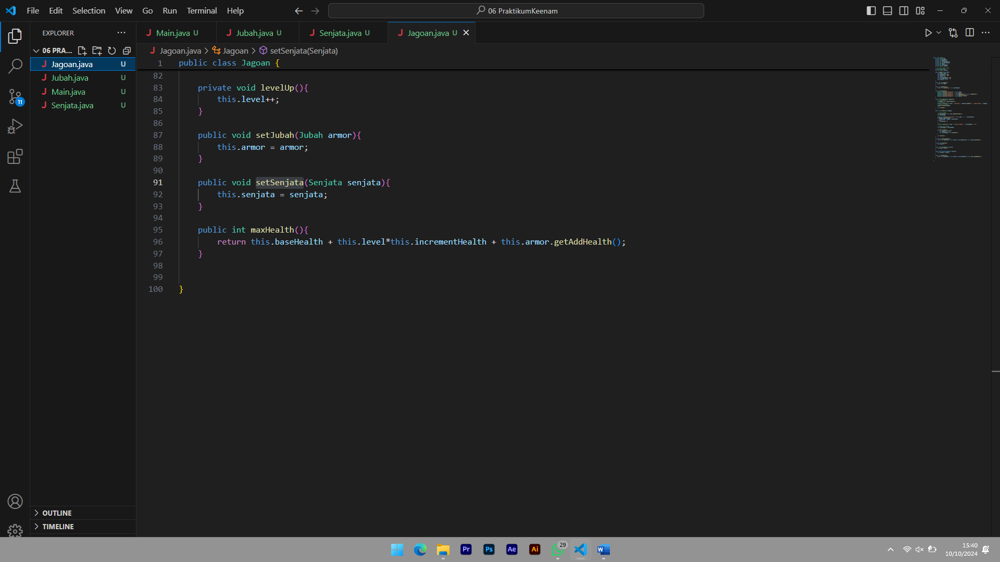 File Edit Selection View Go Run Terminal Help
06 PraktikumKeenam
EXPLORER
06 PRA...
Jagoan.java U
Jubah.java U
Main.java U
Senjata.java U
11
OUTLINE
TIMELINE
Main.java U Jubah.java U Senjata.java U Jagoan.java U
Jagoan.java > Jagoan > setSenjata(Senjata)
1 public class Jagoan {
82
83 private void levelUp(){
84 this.level++;
85 }
86
87 public void setJubah(Jubah armor){
88 this.armor = armor;
89 }
90
91 public void setSenjata(Senjata senjata){
92 this.senjata = senjata;
93 }
94
95 public int maxHealth(){
96 return this.baseHealth + this.level*this.incrementHealth + this.armor.getAddHealth();
97 }
98
99
100 }
Pr Ps Ae Ai 29 W
15:40
10/10/2024